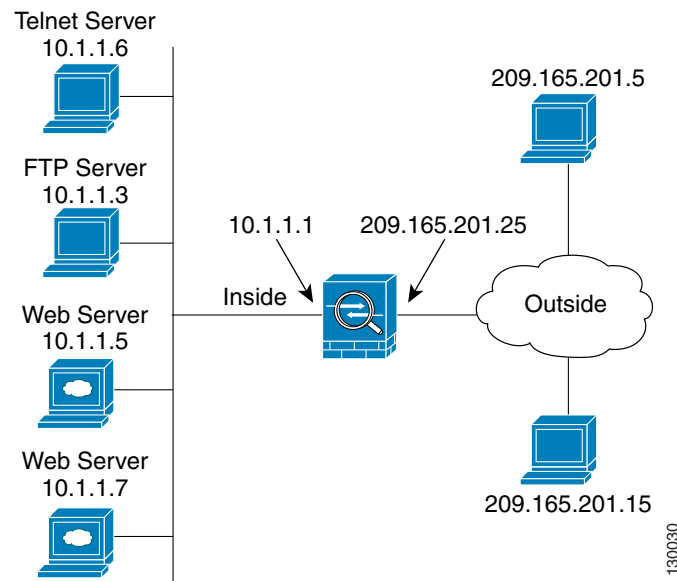 Telnet Server
10.1.1.6
FTP Server
10.1.1.3
Web Server
10.1.1.5
Web Server
10.1.1.7
Inside
10.1.1.1
209.165.201.25
209.165.201.5
Outside
209.165.201.15
130030